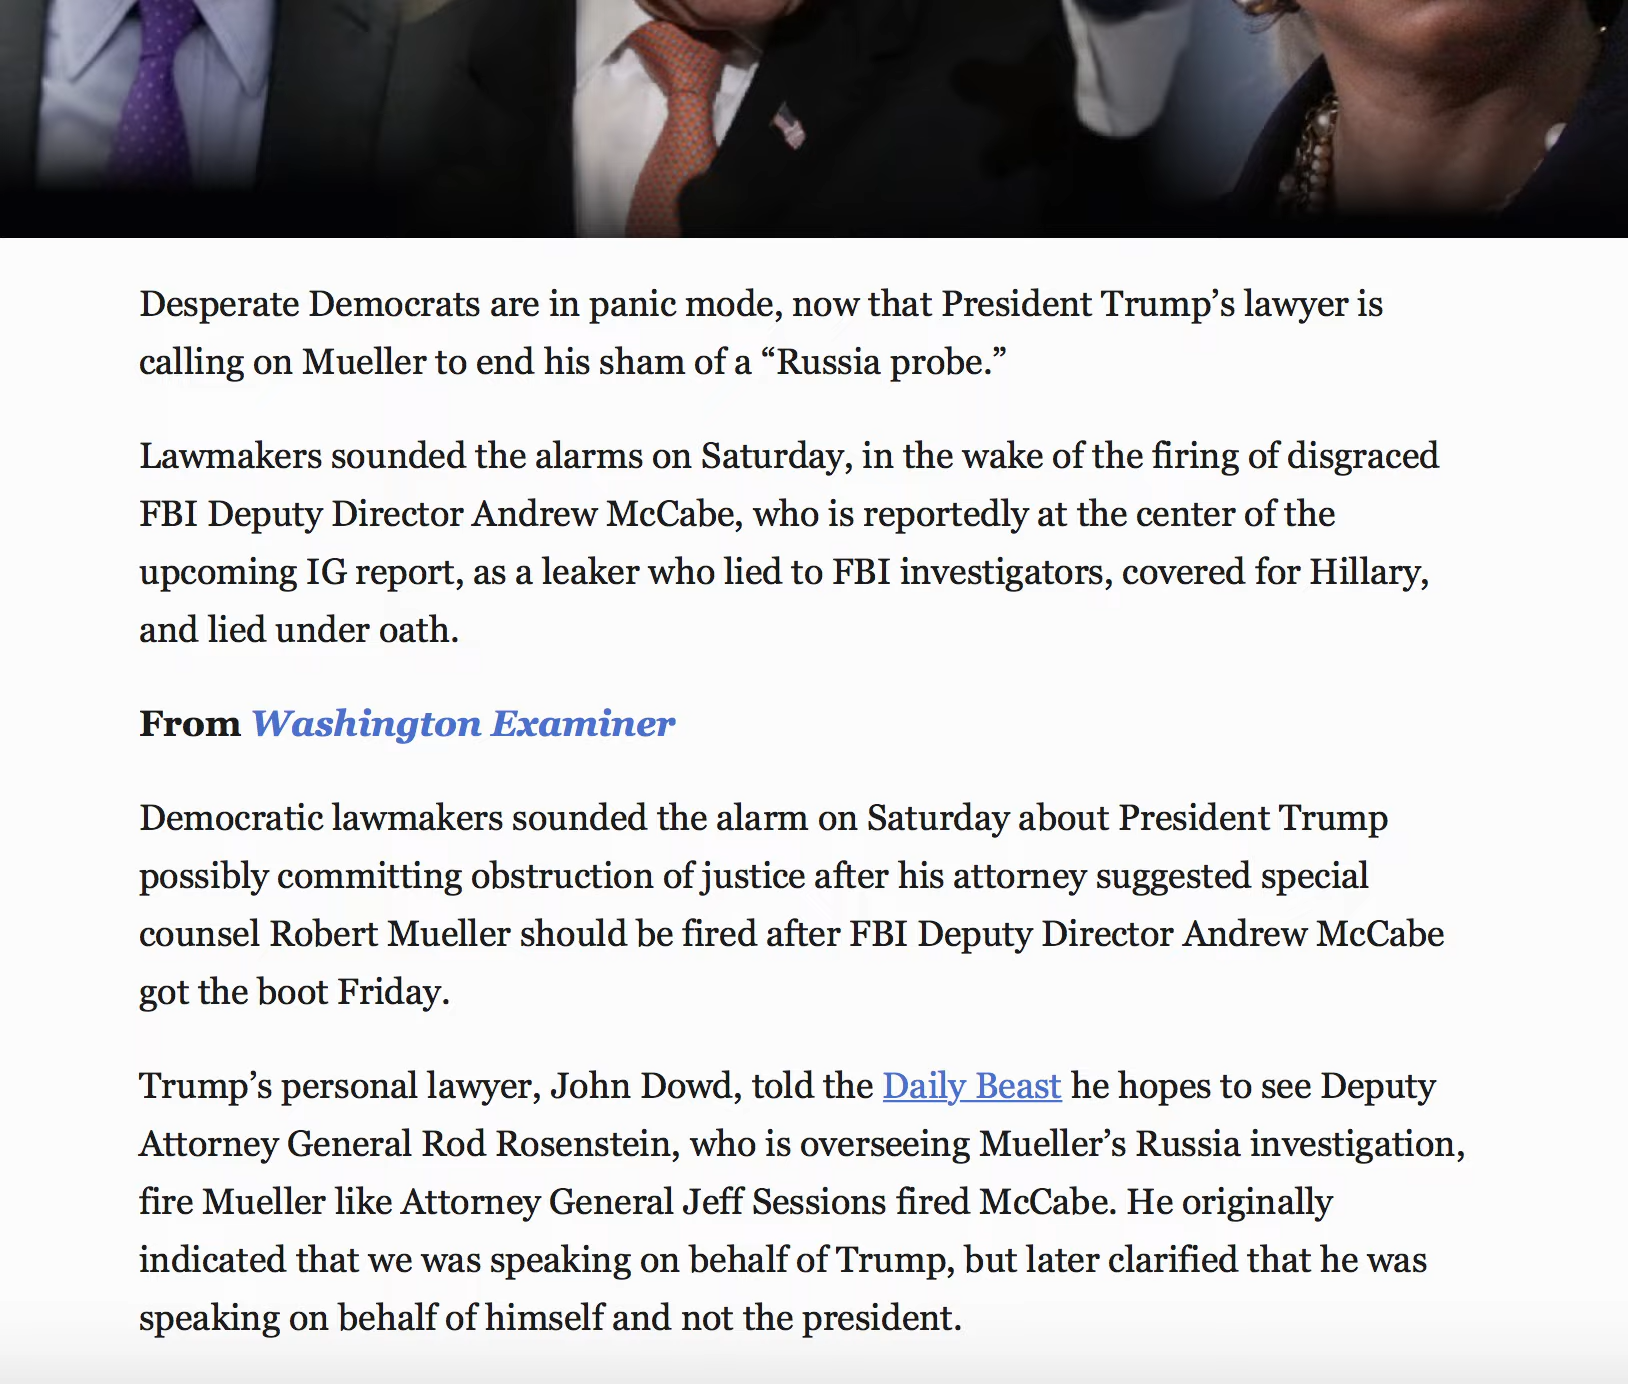 Desperate Democrats are in panic mode, now that President Trump’s lawyer is
calling on Mueller to end his sham of a “Russia probe.”
Lawmakers sounded the alarms on Saturday, in the wake of the firing of disgraced
FBI Deputy Director Andrew McCabe, who is reportedly at the center of the
upcoming IG report, as a leaker who lied to FBI investigators, covered for Hillary,
and lied under oath.
From Washington Examiner
Democratic lawmakers sounded the alarm on Saturday about President Trump
possibly committing obstruction of justice after his attorney suggested special
counsel Robert Mueller should be fired after FBI Deputy Director Andrew McCabe
got the boot Friday.
Trump’s personal lawyer, John Dowd, told the Daily Beast he hopes to see Deputy
Attorney General Rod Rosenstein, who is overseeing Mueller’s Russia investigation,
fire Mueller like Attorney General Jeff Sessions fired McCabe. He originally
indicated that we was speaking on behalf of Trump, but later clarified that he was
speaking on behalf of himself and not the president.